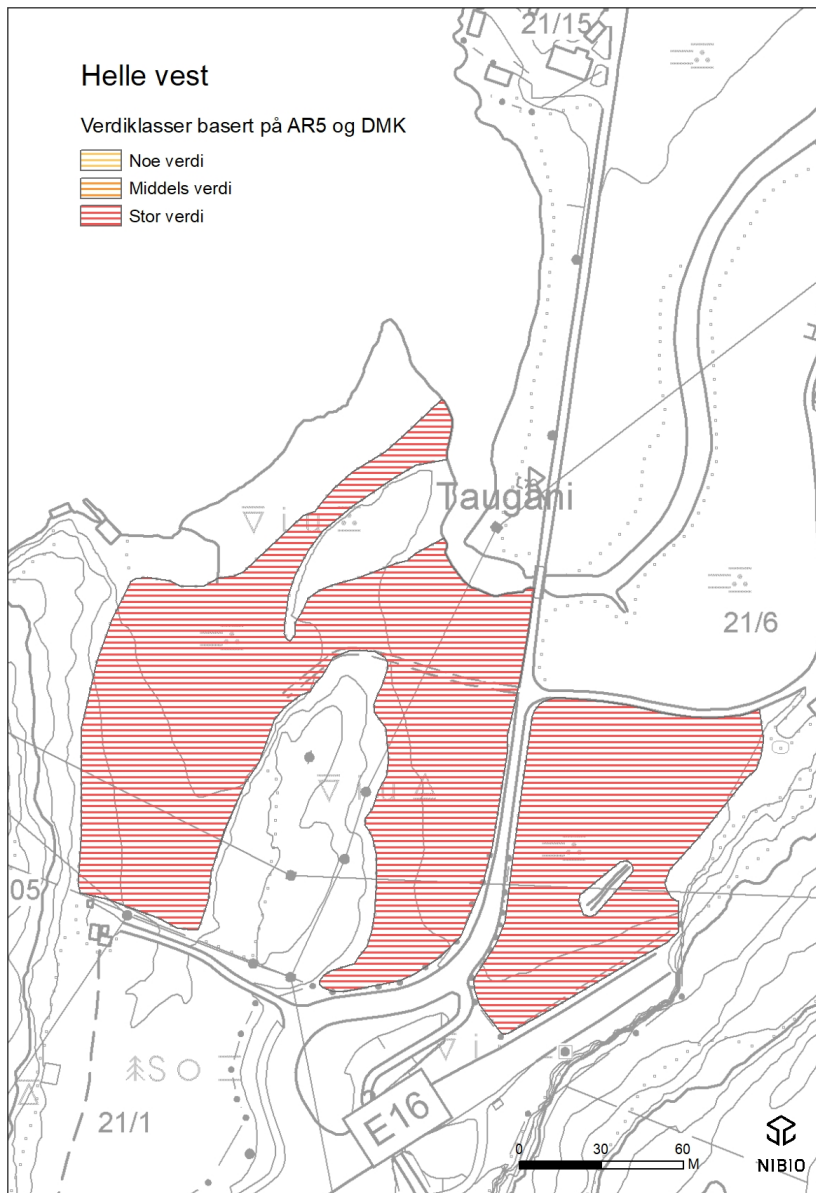 21/15
Helle vest
Verdiklasser basert på AR5 og DMK
Noe verdi
Middels verdi
Stor verdi
H
Taugani
i u
21/6
i u
05
i
S
21/1
E16
0 30 60
M
NIBIO